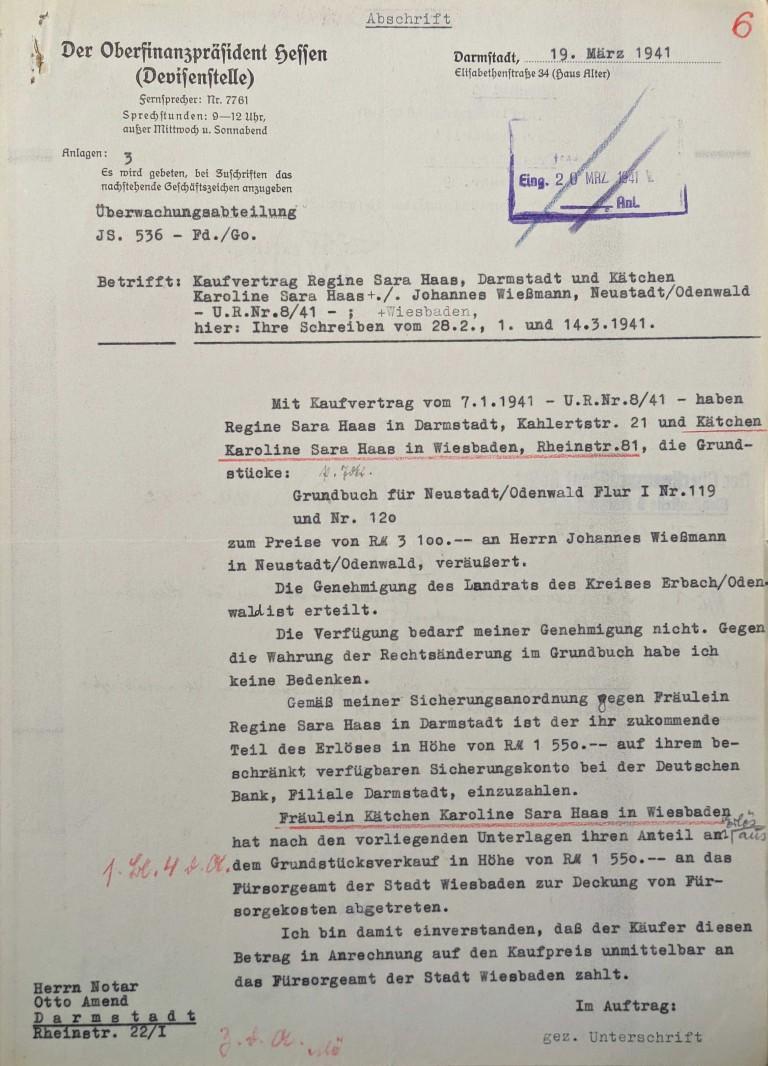 Abschrift
6
Der Oberfinanzpräsident Hessen
(Devisenstelle)
Fernsprecher: Nr. 7761
Sprechstunden: 9—12 Uhr,
außer Mittwoch u. Sonnabend
Darmstadt, 19. März 1941
Elisabethenstraße 34 (Haus Alter)
Anlagen: 3
Es wird gebeten, bei Zuschriften das
nachstehende Geschäftszeichen anzugeben
Eing. 20 MRZ. 1941
Anl.
Überwachungsabteilung
JS. 536 - Fd./Go.
Betrifft: Kaufvertrag Regine Sara Haas, Darmstadt und Kätchen
Karoline Sara Haas+./. Johannes Wießmann, Neustadt/Odenwald
- U.R.Nr.8/41 - ; +Wiesbaden,
hier: Ihre Schreiben vom 28.2., 1. und 14.3.1941.
Mit Kaufvertrag vom 7.1.1941 - U.R.Nr.8/41 - haben
Regine Sara Haas in Darmstadt, Kahlertstr. 21 und Kätchen
Karoline Sara Haas in Wiesbaden, Rheinstr.81, die Grund-
stücke:
Grundbuch für Neustadt/Odenwald Flur I Nr.119
und Nr. 12o
zum Preise von RM 3 1oo.-- an Herrn Johannes Wießmann
in Neustadt/Odenwald, veräußert.
Die Genehmigung des Landrats des Kreises Erbach/Oden-
wald ist erteilt.
Die Verfügung bedarf meiner Genehmigung nicht. Gegen
die Wahrung der Rechtsänderung im Grundbuch habe ich
keine Bedenken.
Gemäß meiner Sicherungsanordnung gegen Fräulein
Regine Sara Haas in Darmstadt ist der ihr zukommende
Teil des Erlöses in Höhe von RM 1 55o.-- auf ihrem be-
schränkt verfügbaren Sicherungskonto bei der Deutschen
Bank, Filiale Darmstadt, einzuzahlen.
Fräulein Kätchen Karoline Sara Haas in Wiesbaden
hat nach den vorliegenden Unterlagen ihren Anteil am Erlös aus
1. Bl. 4 d. A. dem Grundstücksverkauf in Höhe von RM 1 55o.-- an das
Fürsorgeamt der Stadt Wiesbaden zur Deckung von Für-
sorgekosten abgetreten.
Ich bin damit einverstanden, daß der Käufer diesen
Betrag in Anrechnung auf den Kaufpreis unmittelbar an
das Fürsorgeamt der Stadt Wiesbaden zahlt.
Im Auftrag:
gez. Unterschrift
Herrn Notar
Otto Amend
Darmstadt
Rheinstr. 22/I
Z. d. A.